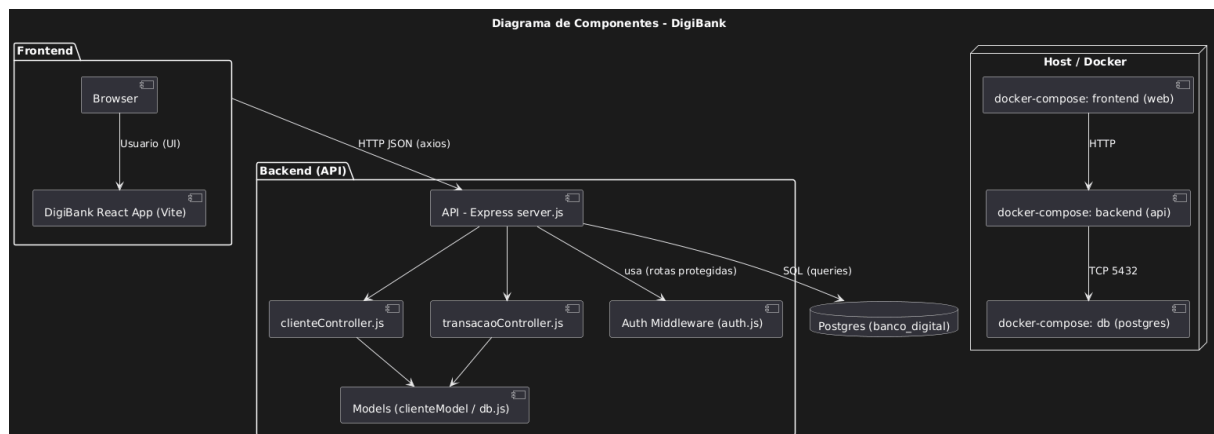 Diagrama de Componentes - DigiBank
Frontend
Browser
Usuario (UI)
DigiBank React App (Vite)
HTTP JSON (axios)
Backend (API)
API - Express server.js
usa (rotas protegidas)
SQL (queries)
clienteController.js
transacaoController.js
Auth Middleware (auth.js)
Postgres (banco_digital)
Models (clienteModel / db.js)
Host / Docker
docker-compose: frontend (web)
HTTP
docker-compose: backend (api)
TCP 5432
docker-compose: db (postgres)